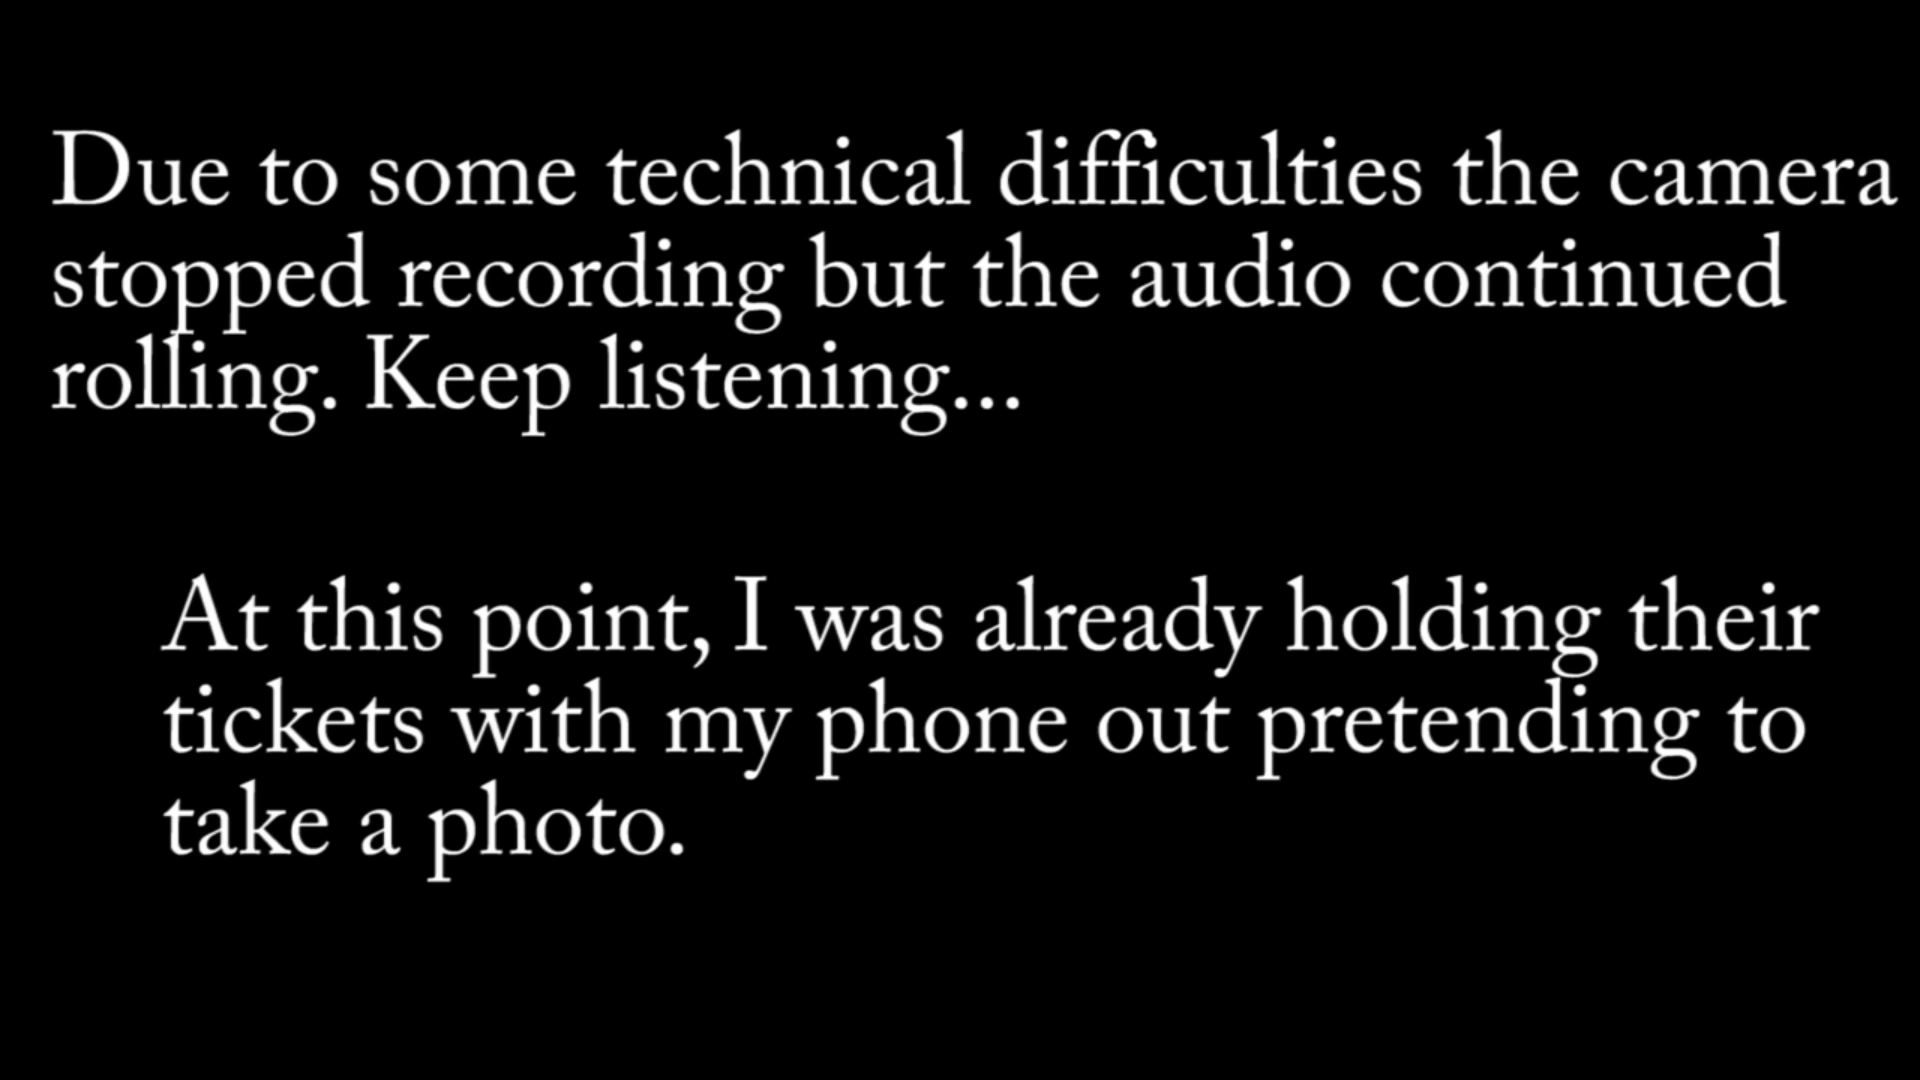 Due to some technical difficulties the camera
stopped recording but the audio continued
rolling. Keep listening...
At this point, I was already holding their
tickets with my phone out pretending to
take a photo.